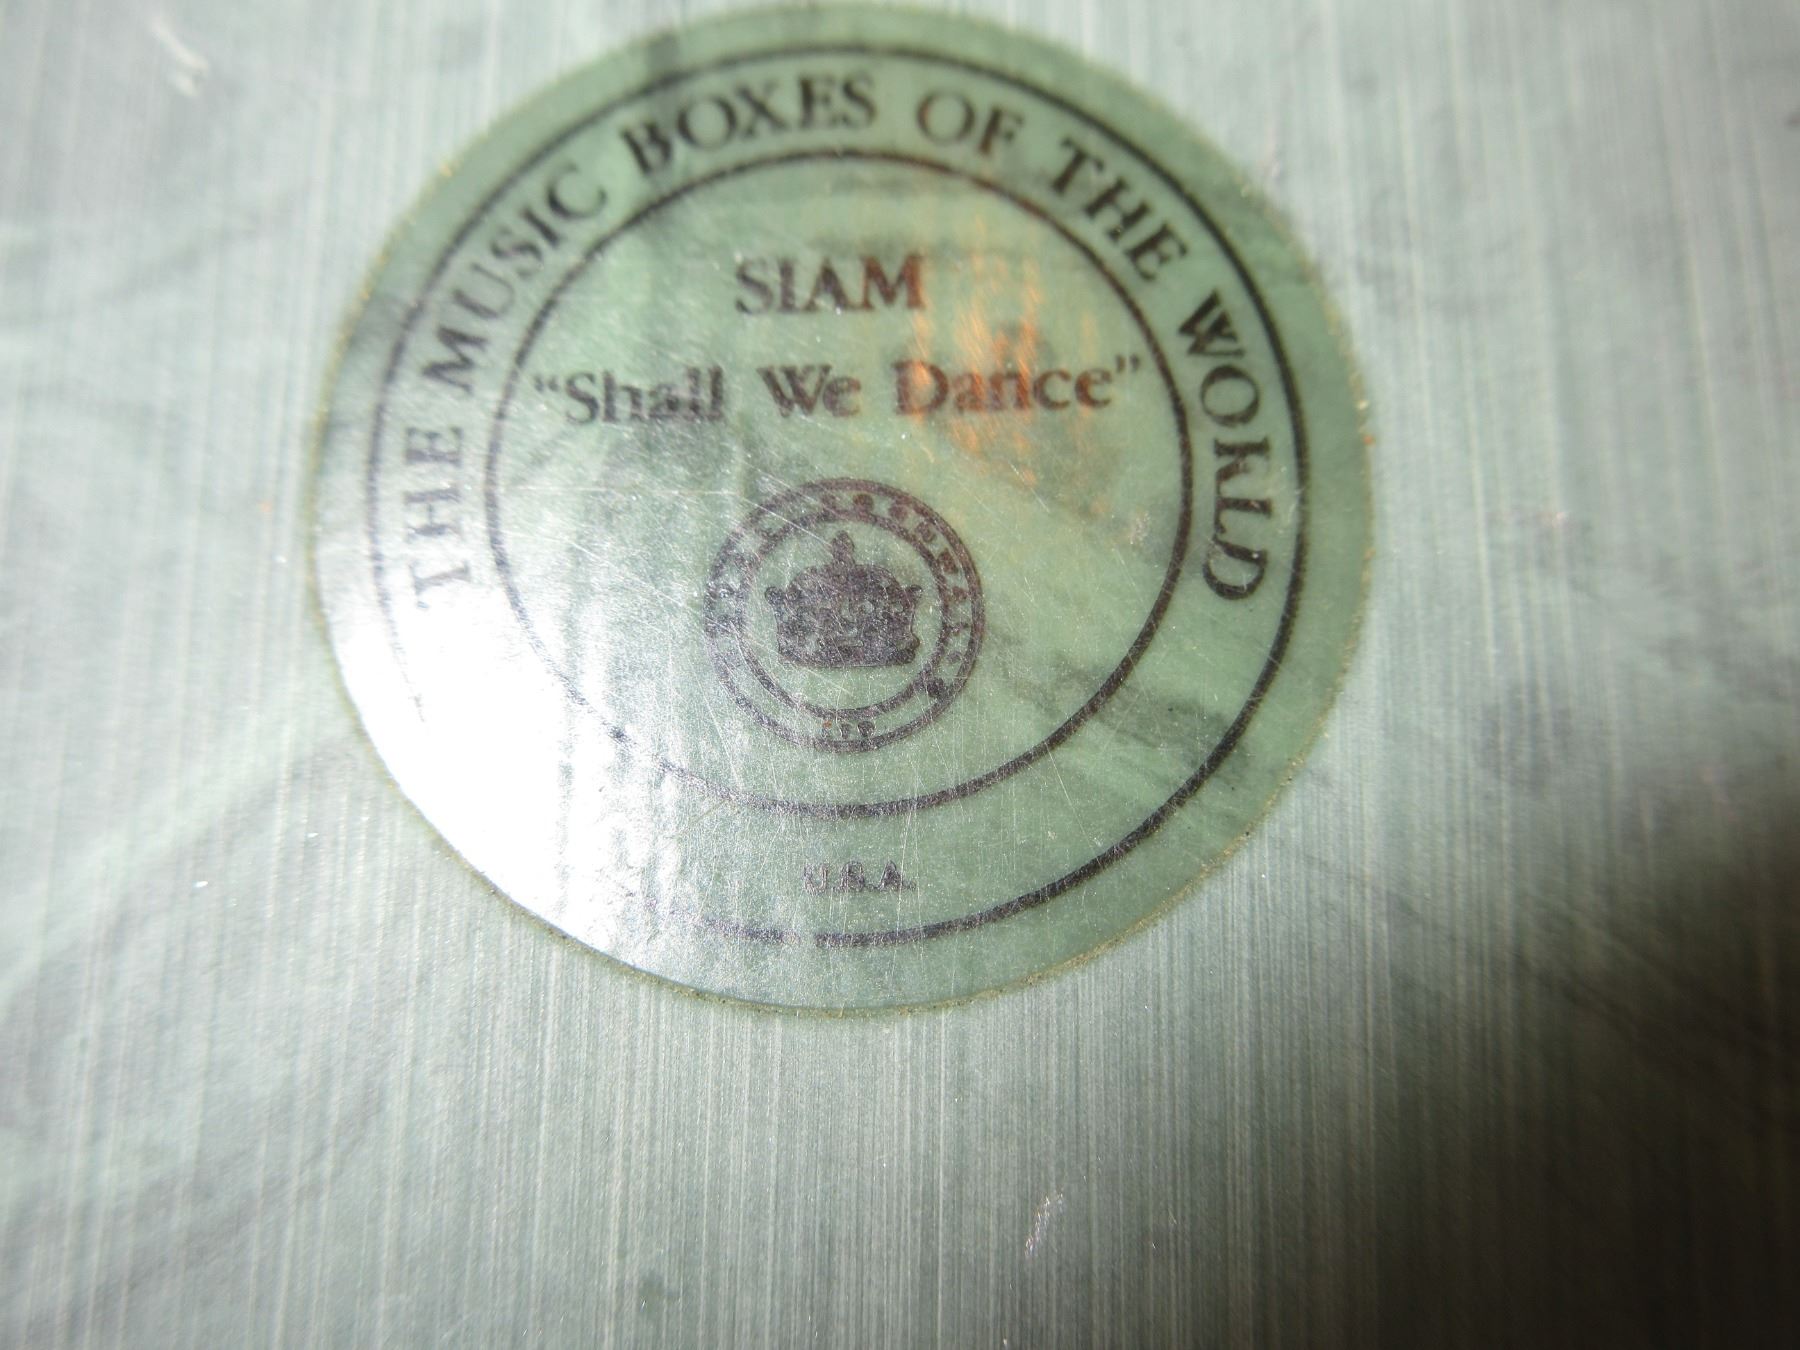 THE MUSIC BOXES OF THE WORLD
SIAM
“Shall We Dance”
U.S.A.